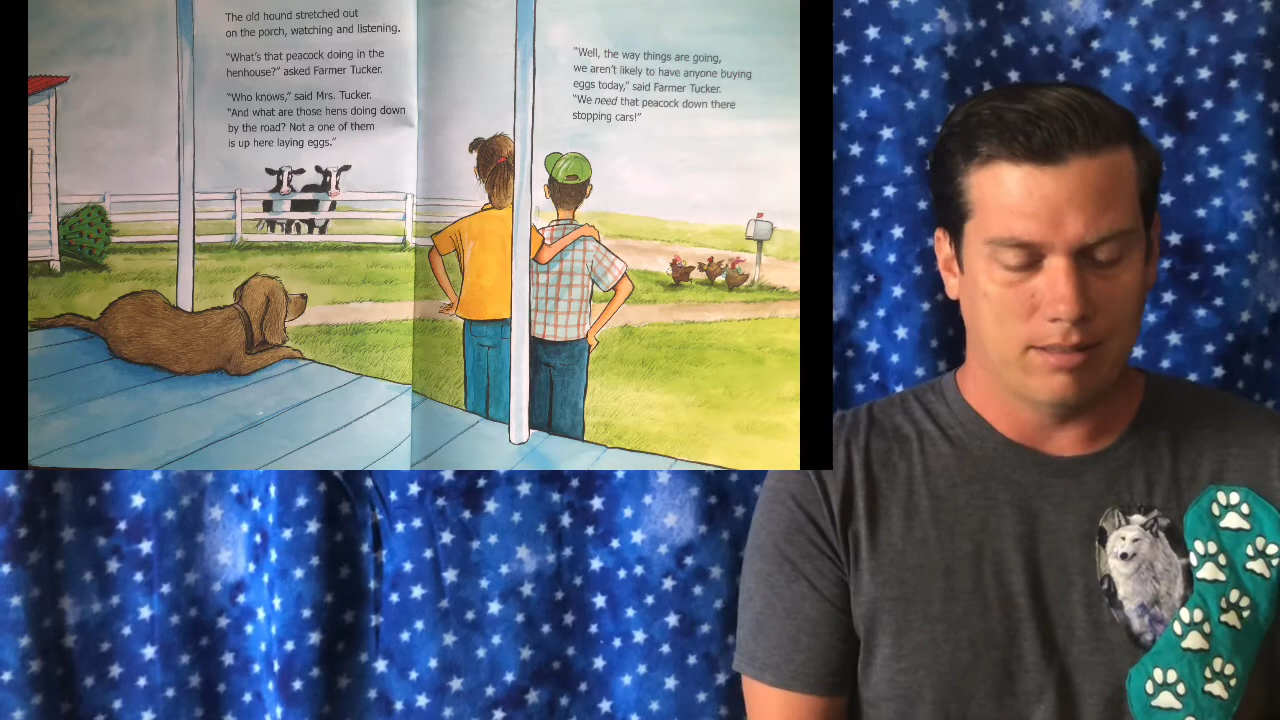 The old hound stretched out
on the porch, watching and listening.
"What's that peacock doing in the
henhouse?" asked Farmer Tucker.
"Who knows," said Mrs. Tucker.
"And what are those hens doing down
by the road? Not a one of them
is up here laying eggs."
"Well, the way things are going,
we aren't likely to have anyone buying
eggs today," said Farmer Tucker.
"We need that peacock down there
stopping cars!"